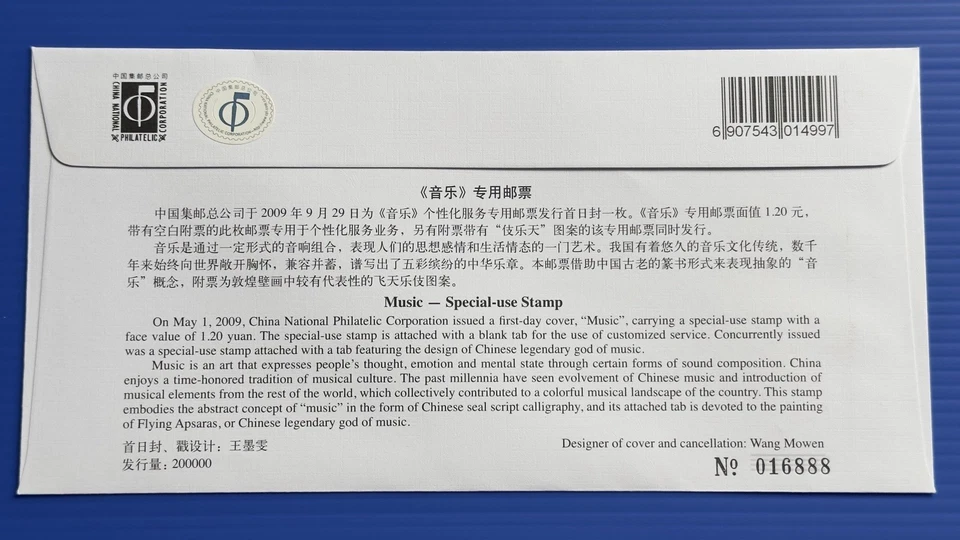 中国集邮总公司
CHINA NATIONAL
PHILATELIC
CORPORATION
中国集邮总公司
6 907543 014997
《音乐》专用邮票
中国集邮总公司于 2009 年 9 月 29 日为《音乐》个性化服务专用邮票发行首日封一枚。《音乐》专用邮票面值 1.20 元，
带有空白附票的此枚邮票专用于个性化服务业务，另有附票带有“伎乐天”图案的该专用邮票同时发行。
音乐是通过一定形式的音响组合，表现人们的思想感情和生活情态的一门艺术。我国有着悠久的音乐文化传统，数千
年来始终向世界敞开胸怀，兼容并蓄，谱写出了五彩缤纷的中华乐章。本邮票借助中国古老的篆书形式来表现抽象的“音
乐”概念，附票为敦煌壁画中较有代表性的飞天乐伎图案。
Music — Special-use Stamp
On May 1, 2009, China National Philatelic Corporation issued a first-day cover, “Music”, carrying a special-use stamp with a
face value of 1.20 yuan. The special-use stamp is attached with a blank tab for the use of customized service. Concurrently issued
was a special-use stamp attached with a tab featuring the design of Chinese legendary god of music.
Music is an art that expresses people’s thought, emotion and mental state through certain forms of sound composition. China
enjoys a time-honored tradition of musical culture. The past millennia have seen evolvement of Chinese music and introduction of
musical elements from the rest of the world, which collectively contributed to a colorful musical landscape of the country. This stamp
embodies the abstract concept of “music” in the form of Chinese seal script calligraphy, and its attached tab is devoted to the painting
of Flying Apsaras, or Chinese legendary god of music.
首日封、戳设计：王墨雯
Designer of cover and cancellation: Wang Mowen
发行量：200000
№ 016888